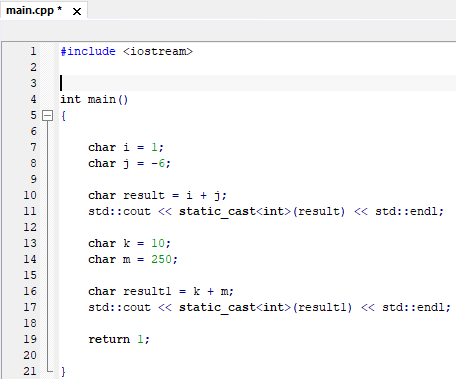 main.cpp * ×
1 #include <iostream>
2
3
4 int main()
5 {
6
7 char i = 1;
8 char j = -6;
9
10 char result = i + j;
11 std::cout << static_cast<int>(result) << std::endl;
12
13 char k = 10;
14 char m = 250;
15
16 char result1 = k + m;
17 std::cout << static_cast<int>(result1) << std::endl;
18
19 return 1;
20
21 }